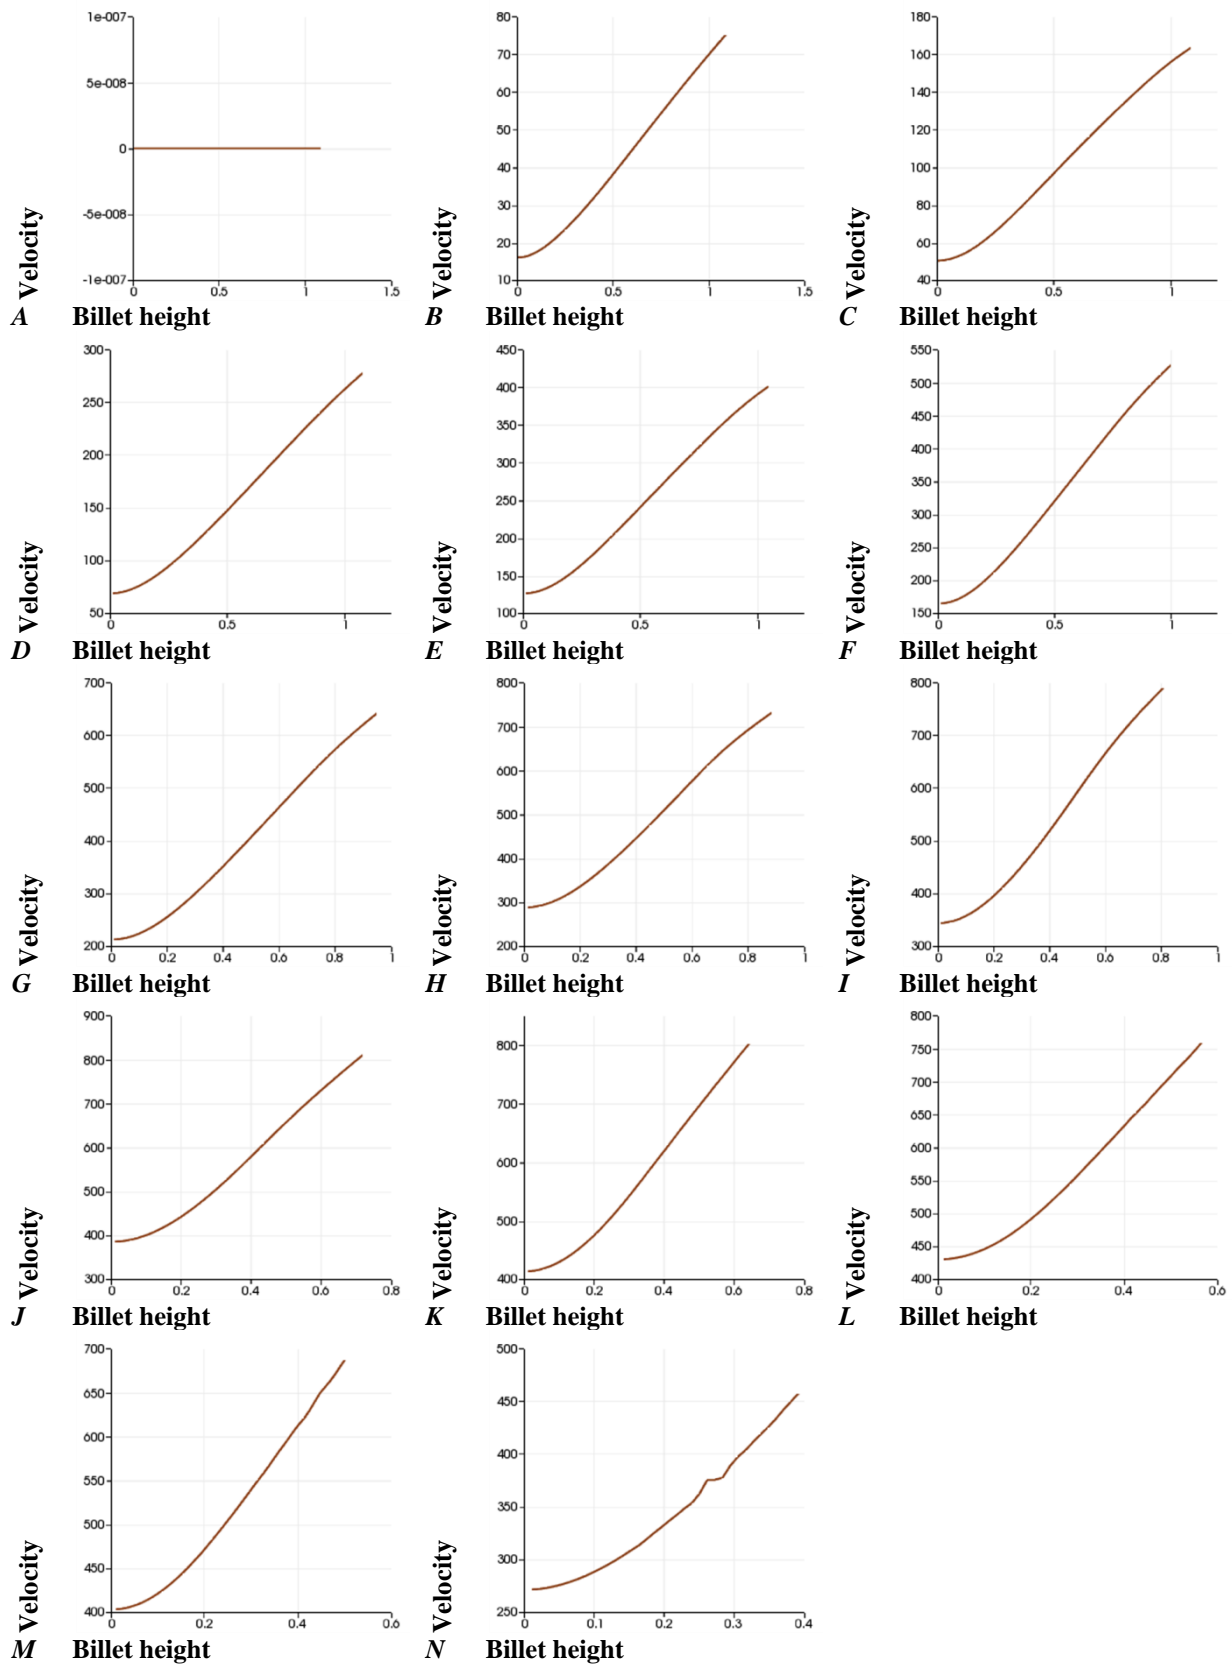 1e-007
5e-008
0
-5e-008
-1e-007
0 0.5 1 1.5
Velocity
A Billet height
80
70
60
50
40
30
20
10
0 0.5 1 1.5
Velocity
B Billet height
180
160
140
120
100
80
60
40
0 0.5 1
Velocity
C Billet height
300
250
200
150
100
50
0 0.5 1
Velocity
D Billet height
450
400
350
300
250
200
150
100
0 0.5 1
Velocity
E Billet height
550
500
450
400
350
300
250
200
150
0 0.5 1
Velocity
F Billet height
700
600
500
400
300
200
0 0.2 0.4 0.6 0.8 1
Velocity
G Billet height
800
700
600
500
400
300
200
0 0.2 0.4 0.6 0.8 1
Velocity
H Billet height
800
700
600
500
400
300
0 0.2 0.4 0.6 0.8 1
Velocity
I Billet height
900
800
700
600
500
400
300
0 0.2 0.4 0.6 0.8
Velocity
J Billet height
800
700
600
500
400
0 0.2 0.4 0.6 0.8
Velocity
K Billet height
800
750
700
650
600
550
500
450
400
0 0.2 0.4 0.6
Velocity
L Billet height
700
650
600
550
500
450
400
0 0.2 0.4 0.6
Velocity
M Billet height
500
450
400
350
300
250
0 0.1 0.2 0.3 0.4
Velocity
N Billet height